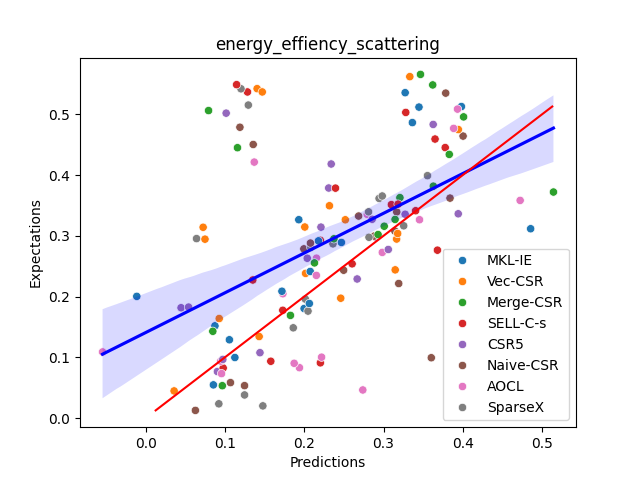 energy_effiency_scattering
Expectations
0.5
0.4
0.3
0.2
0.1
0.0
MKL-IE
Vec-CSR
Merge-CSR
SELL-C-s
CSR5
Naive-CSR
AOCL
SparseX
0.0 0.1 0.2 0.3 0.4 0.5
Predictions